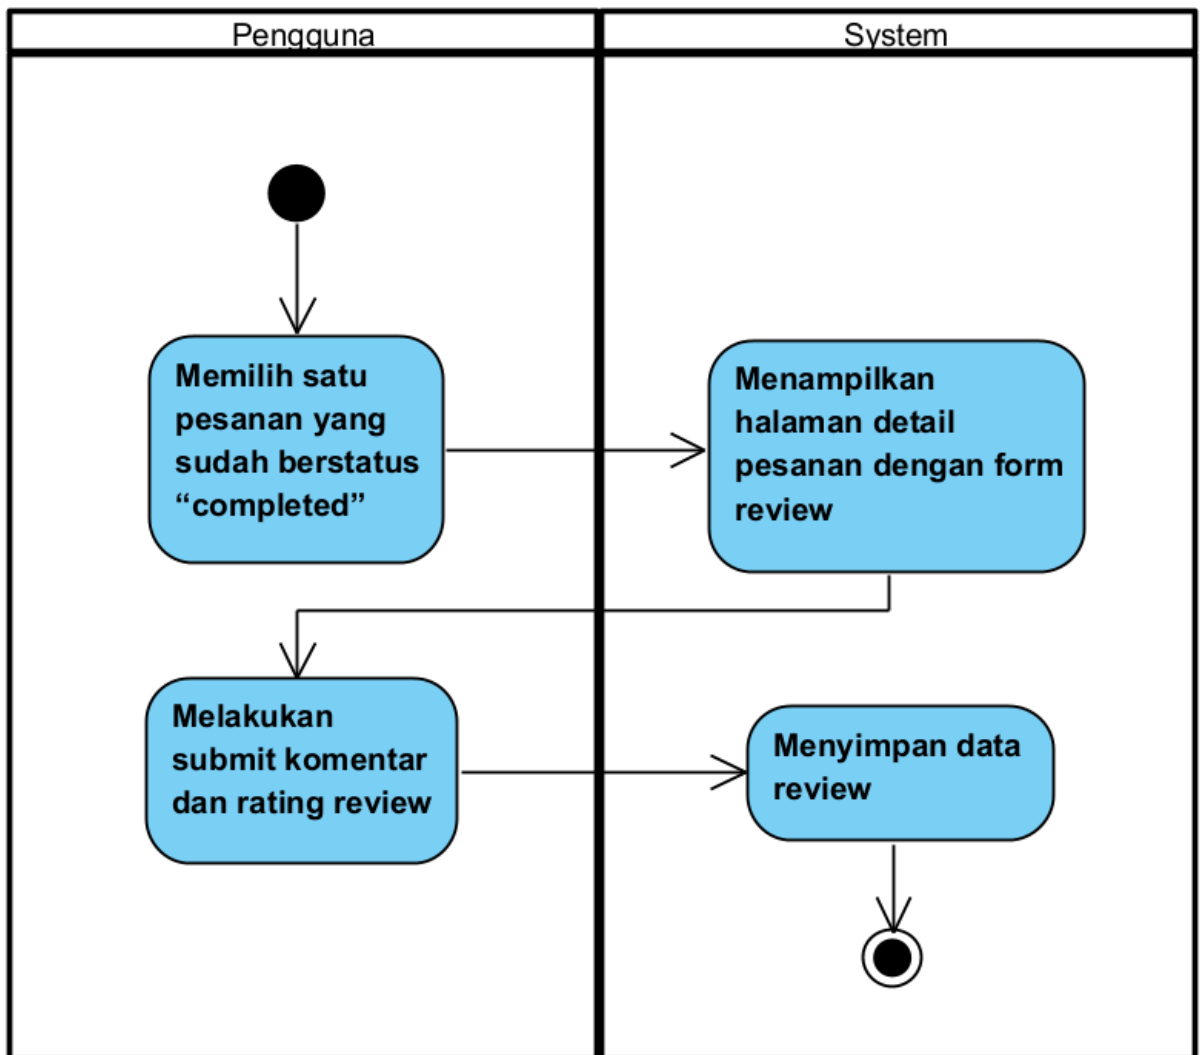 Pengguna
System
Memilih satu
pesanan yang
sudah berstatus
“completed”
Menampilkan
halaman detail
pesanan dengan form
review
Melakukan
submit komentar
dan rating review
Menyimpan data
review